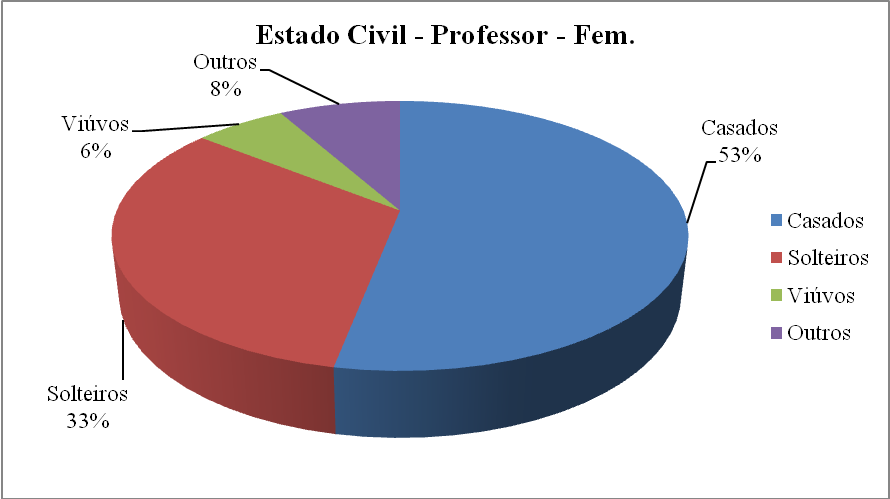 Estado Civil - Professor - Fem.
Outros
8%
Viúvos
6%
Casados
53%
Solteiros
33%
Casados
Solteiros
Viúvos
Outros